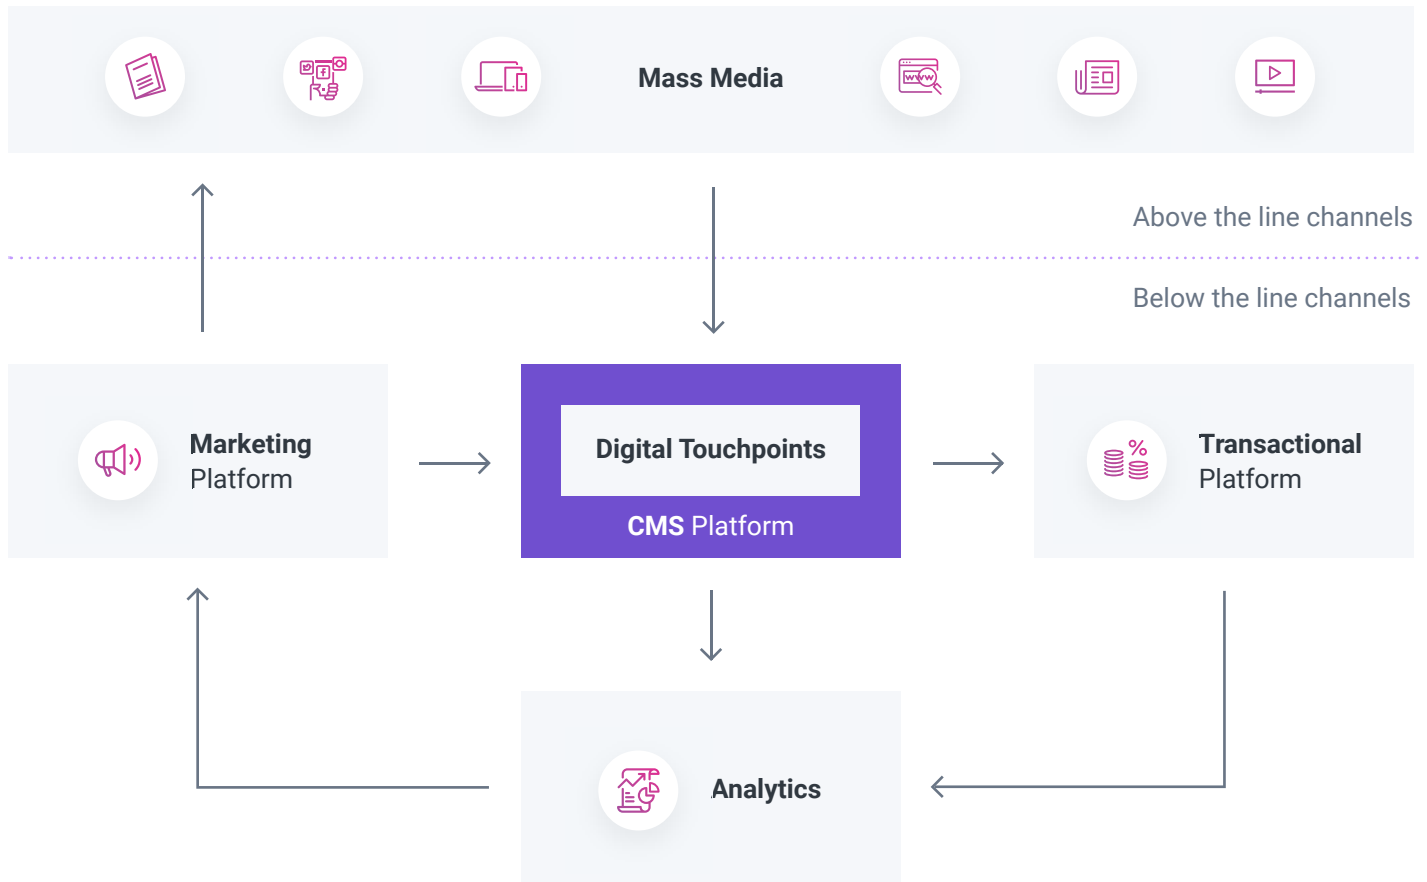 Mass Media
www
Above the line channels
Below the line channels
Marketing
Platform
Digital Touchpoints
CMS Platform
Transactional
Platform
%
Analytics